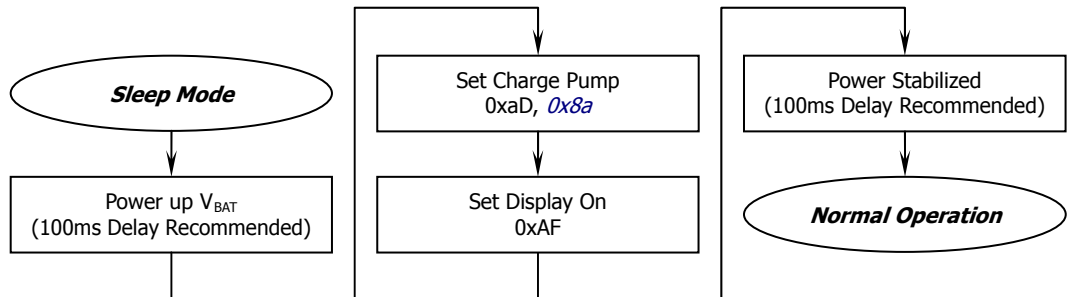 Sleep Mode
Power up VBAT
(100ms Delay Recommended)
Set Charge Pump
0xaD, 0x8a
Set Display On
0xAF
Power Stabilized
(100ms Delay Recommended)
Normal Operation